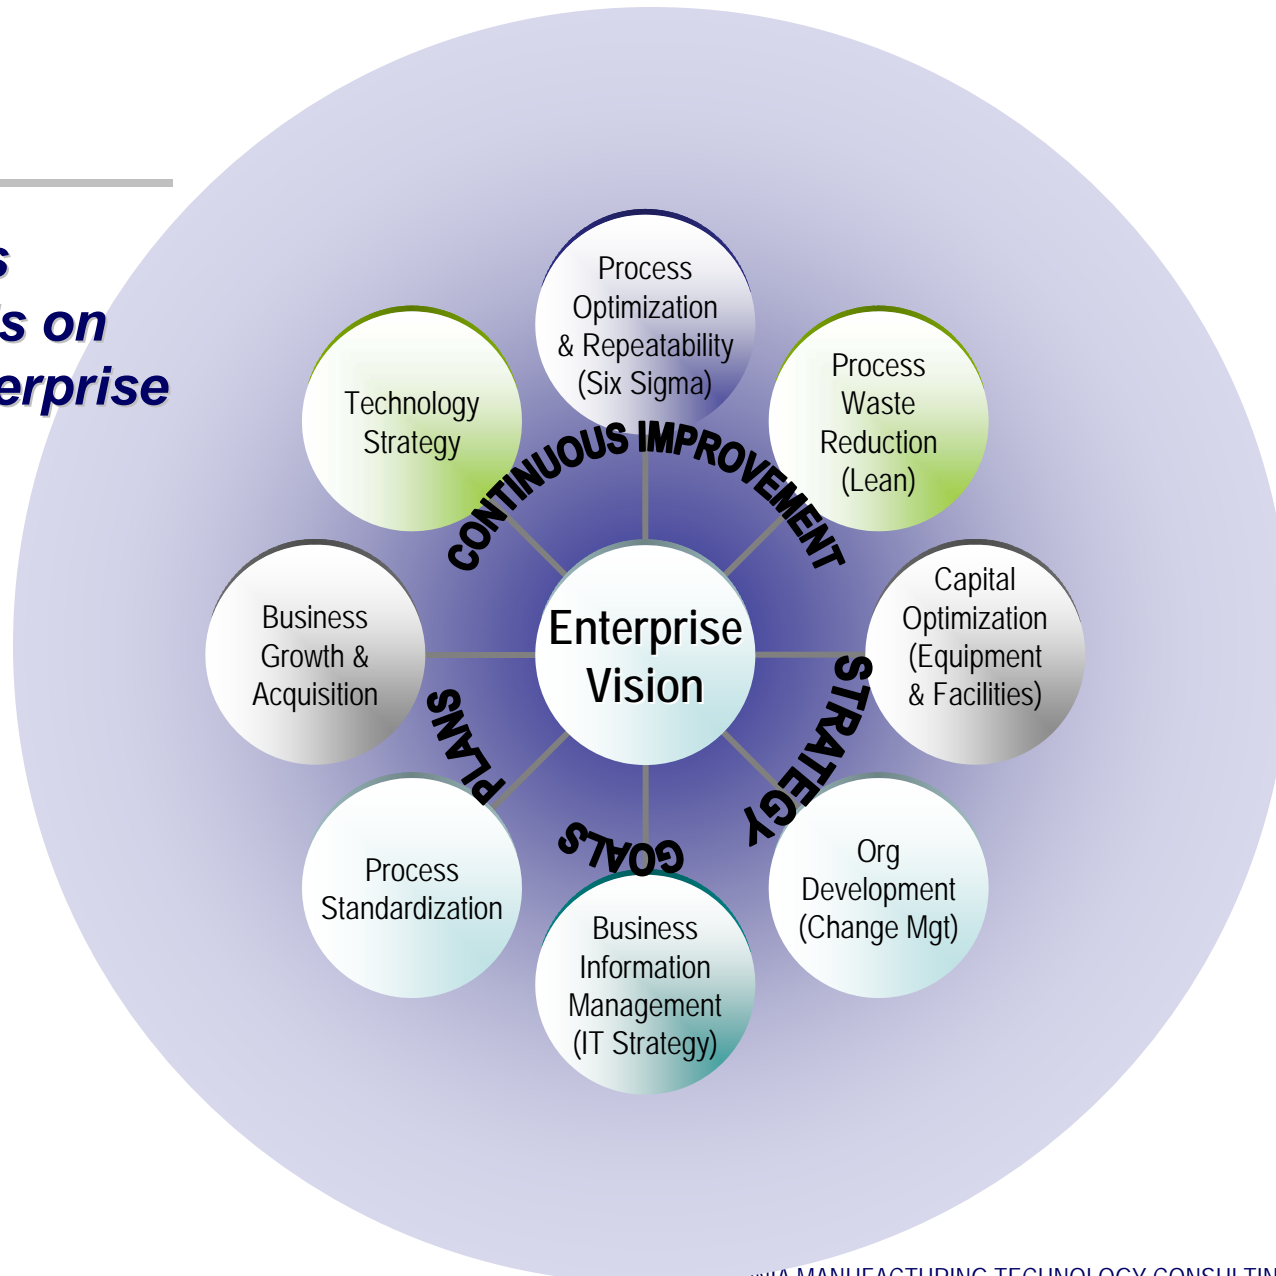 on
Process
Optimization
& Repeatability
(Six Sigma)
Technology
Strategy
Process
Waste
Reduction
(Lean)
CONTINUOUS IMPROVEMENT
Business
Growth &
Acquisition
Enterprise
Vision
Capital
Optimization
(Equipment
& Facilities)
PLANS
STRATEGY
GOALS
Process
Standardization
Org
Development
(Change Mgt)
Business
Information
Management
(IT Strategy)
MANUFACTURING TECHNOLOGY